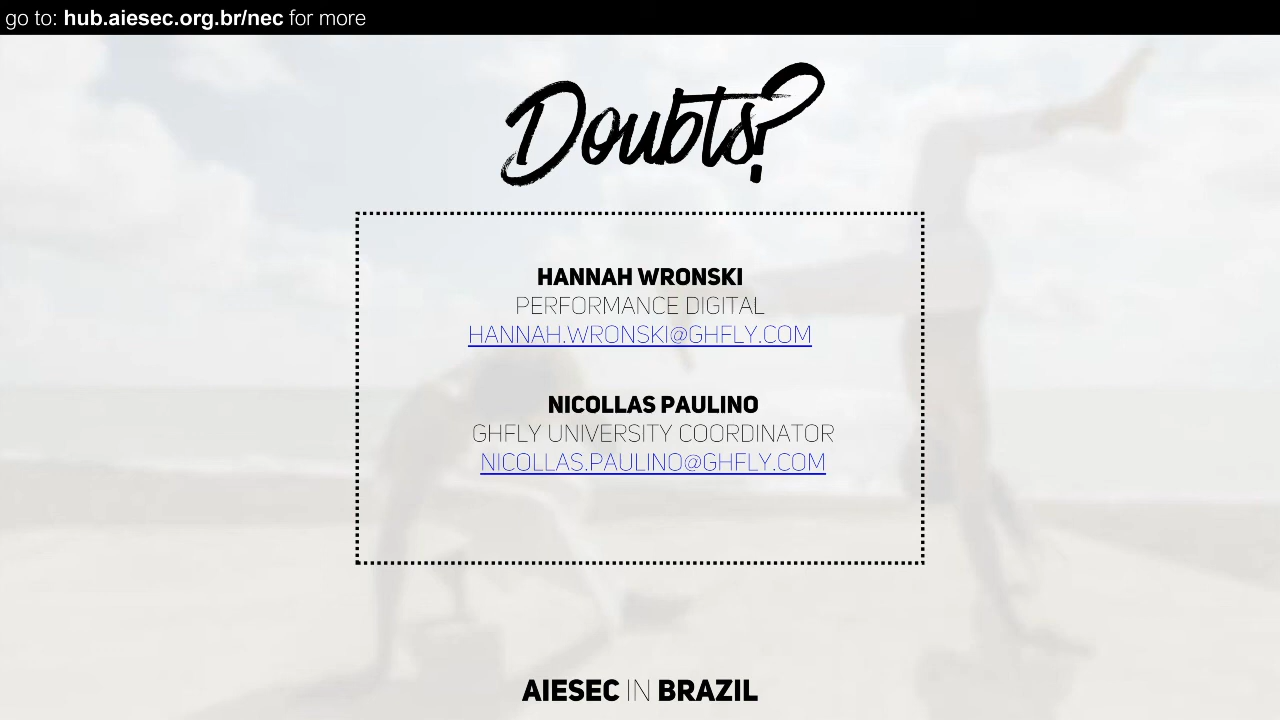 go to: hub.aiesec.org.br/nec for more
Doubts?
HANNAH WRONSKI
PERFORMANCE DIGITAL
HANNAH.WRONSKI@GHFLY.COM
NICOLLAS PAULINO
GHFLY UNIVERSITY COORDINATOR
NICOLLAS.PAULINO@GHFLY.COM
AIESEC IN BRAZIL